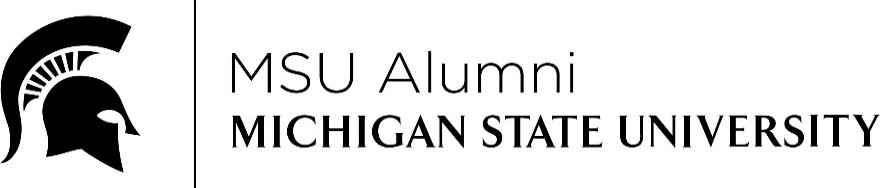 MSU Alumni
MICHIGAN STATE UNIVERSITY